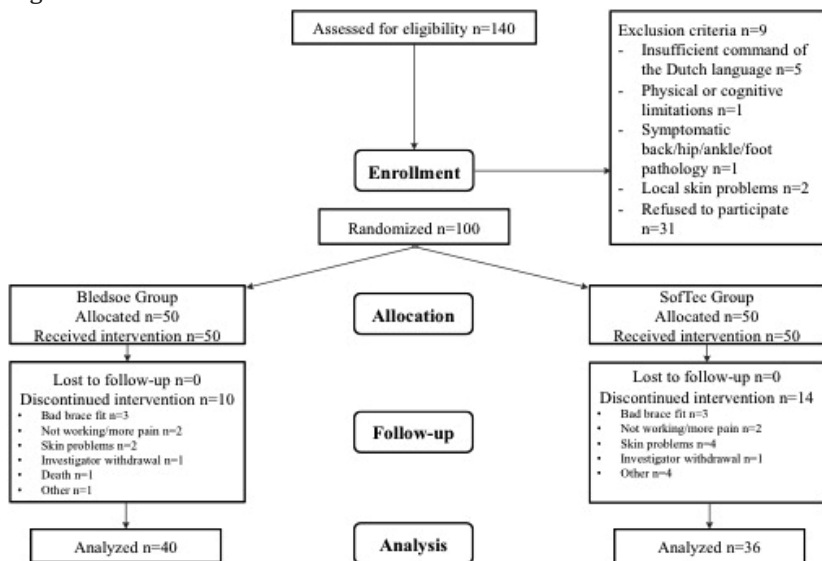 Assessed for eligibility n=140
Exclusion criteria n=9
- Insufficient command of
the Dutch language n=5
- Physical or cognitive
limitations n=1
- Symptomatic
back/hip/ankle/foot
pathology n=1
- Local skin problems n=2
- Refused to participate
n=31
Enrollment
Randomized n=100
Bledsoe Group
Allocated n=50
Received intervention n=50
Allocation
SofTec Group
Allocated n=50
Received intervention n=50
Lost to follow-up n=0
Discontinued intervention n=10
• Bad brace fit n=3
• Not working/more pain n=2
• Skin problems n=2
• Investigator withdrawal n=1
• Death n=1
• Other n=1
Follow-up
Lost to follow-up n=0
Discontinued intervention n=14
• Bad brace fit n=3
• Not working/more pain n=2
• Skin problems n=4
• Investigator withdrawal n=1
• Other n=4
Analyzed n=40
Analysis
Analyzed n=36